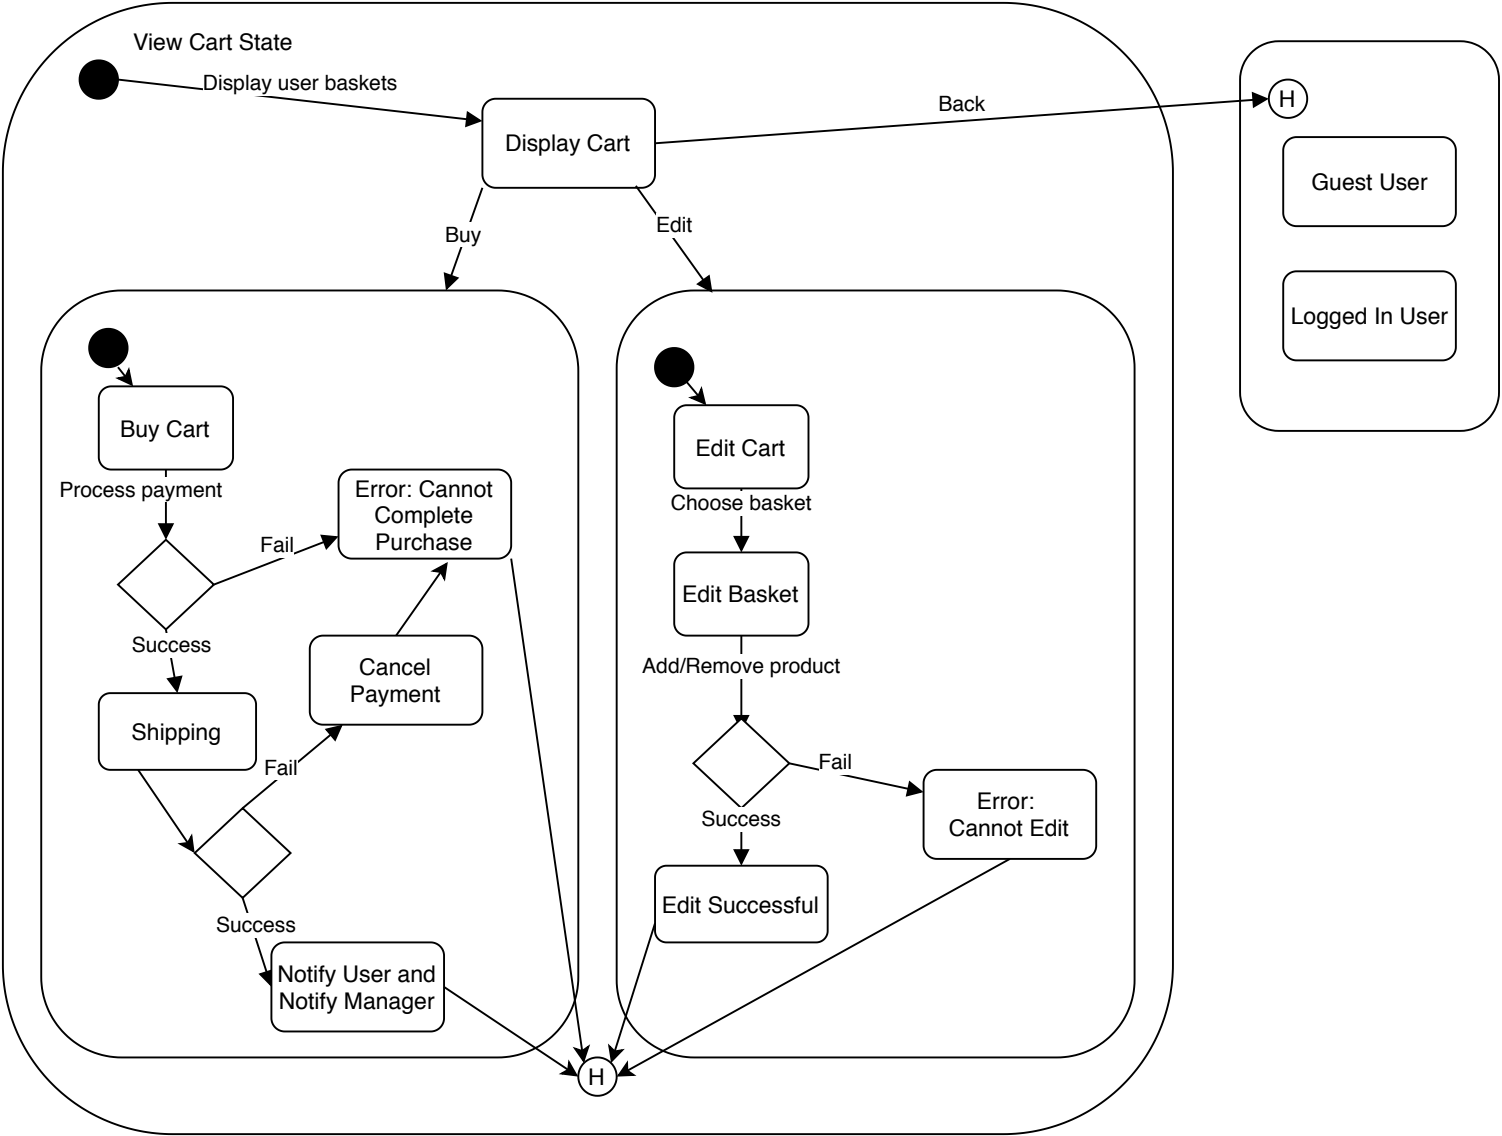 View Cart State
Display user baskets
Display Cart
Back
H
Guest User
Logged In User
Buy
Edit
Buy Cart
Process payment
Fail
Error: Cannot
Complete
Purchase
Success
Cancel
Payment
Shipping
Fail
Success
Notify User and
Notify Manager
Edit Cart
Choose basket
Edit Basket
Add/Remove product
Fail
Error:
Cannot Edit
Success
Edit Successful
H